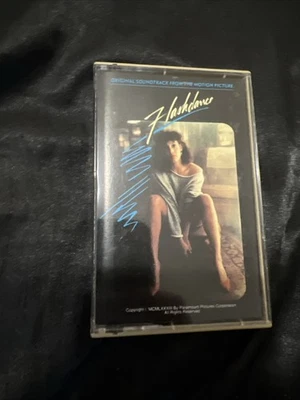 ORIGINAL SOUNDTRACK FROM THE MOTION PICTURE
Flashdance
Copyright © MCMLXXXIII By Paramount Pictures Corporation
All Rights Reserved